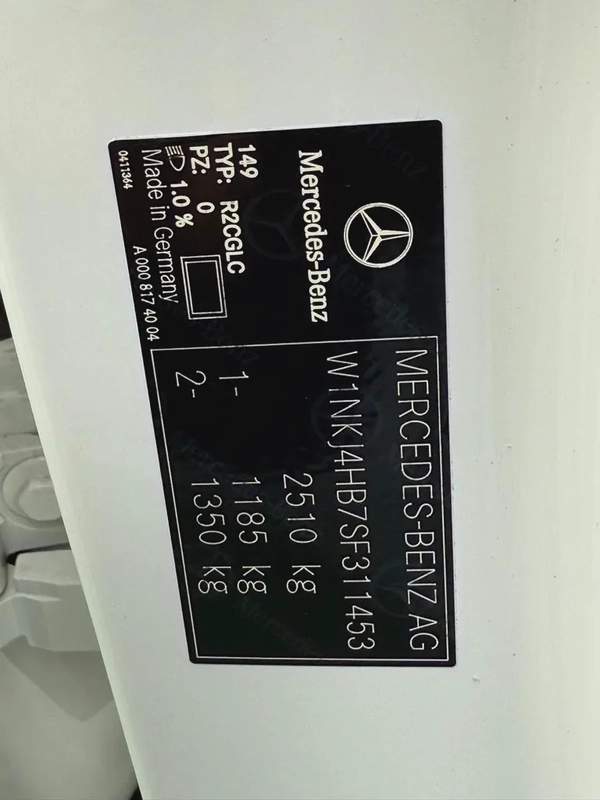 Mercedes-Benz
149
TYP: R2CGLC
PZ: 0
1.0 %
Made in Germany
0411364
A 000 817 40 04
MERCEDES-BENZ AG
W1NKJ4HB7SF311453
2510 kg
1- 1185 kg
2- 1350 kg